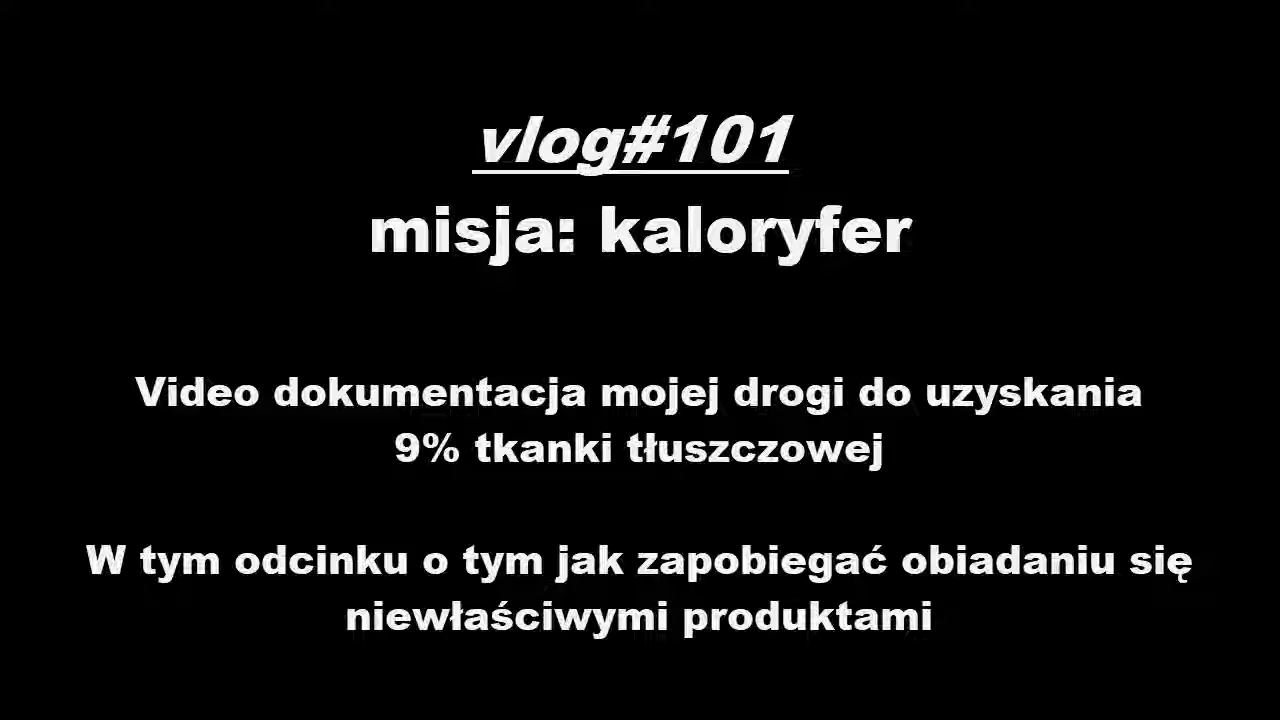 vlog#101
misja: kaloryfer
Video dokumentacja mojej drogi do uzyskania
9% tkanki tłuszczowej
W tym odcinku o tym jak zapobiegać obiadaniu się
niewłaściwymi produktami